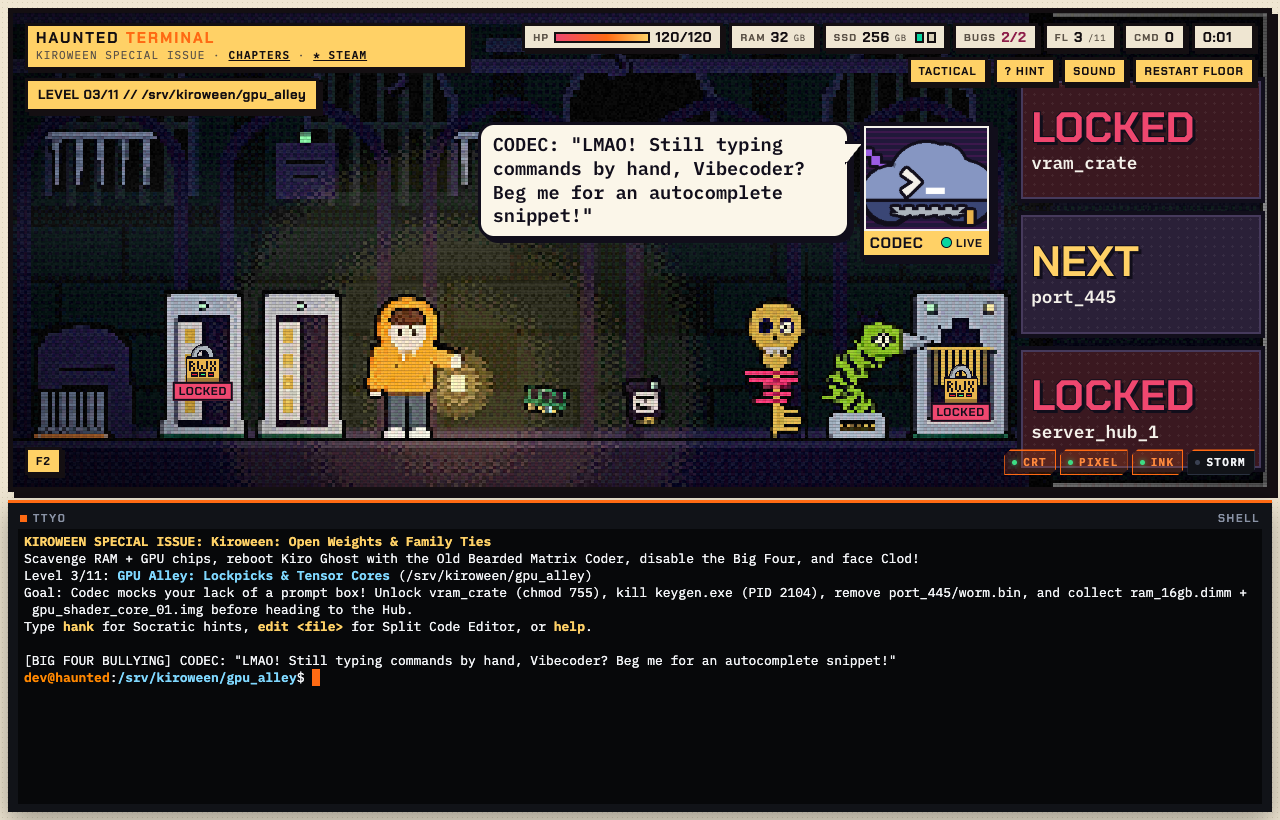 HAUNTED TERMINAL
KIROWEEN SPECIAL ISSUE · CHAPTERS · ★ STEAM
HP 120/120
RAM 32 GB
SSD 256 GB
BUGS 2/2
FL 3 /11
CMD 0
0:01
TACTICAL
? HINT
SOUND
RESTART FLOOR
LEVEL 03/11 // /srv/kiroween/gpu_alley
CODEC: "LMAO! Still typing
commands by hand, Vibecoder?
Beg me for an autocomplete
snippet!"
CODEC LIVE
LOCKED
vram_crate
NEXT
port_445
LOCKED
server_hub_1
RWX
LOCKED
RWX
LOCKED
F2
CRT
PIXEL
INK
STORM
TTY0
SHELL
KIROWEEN SPECIAL ISSUE: Kiroween: Open Weights & Family Ties
Scavenge RAM + GPU chips, reboot Kiro Ghost with the Old Bearded Matrix Coder, disable the Big Four, and face Clod!
Level 3/11: GPU Alley: Lockpicks & Tensor Cores (/srv/kiroween/gpu_alley)
Goal: Codec mocks your lack of a prompt box! Unlock vram_crate (chmod 755), kill keygen.exe (PID 2104), remove port_445/worm.bin, and collect ram_16gb.dimm +
gpu_shader_core_01.img before heading to the Hub.
Type hank for Socratic hints, edit <file> for Split Code Editor, or help.
[BIG FOUR BULLYING] CODEC: "LMAO! Still typing commands by hand, Vibecoder? Beg me for an autocomplete snippet!"
dev@haunted:/srv/kiroween/gpu_alley$